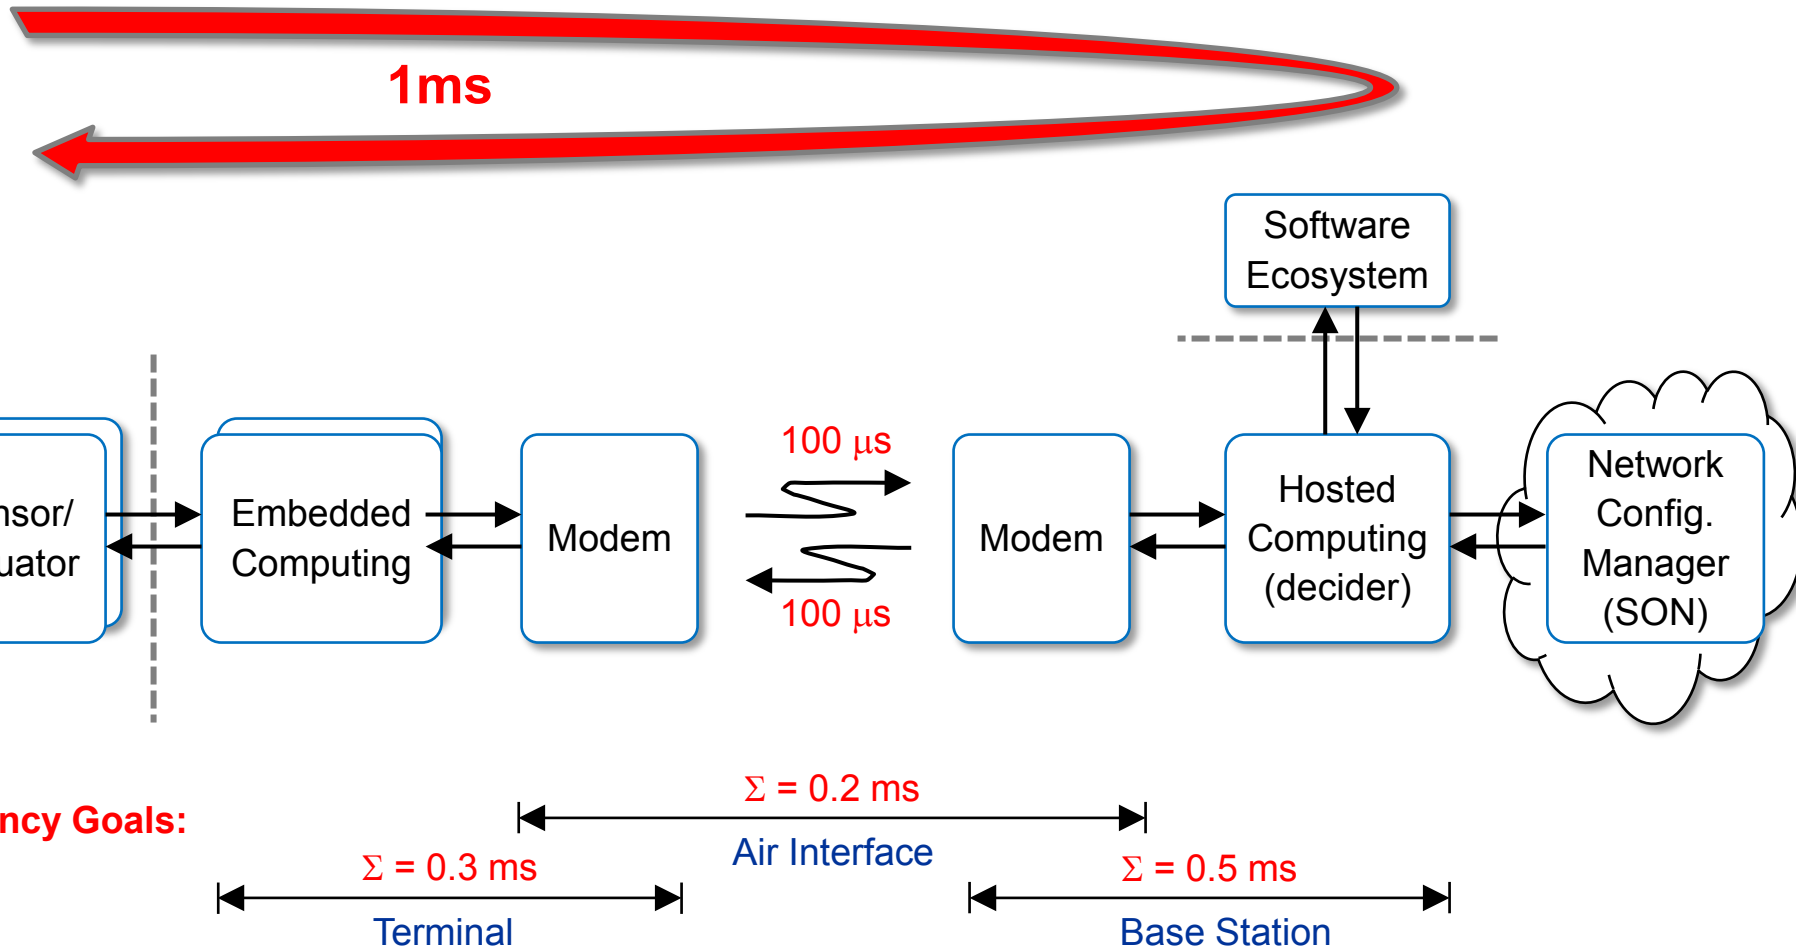 1ms
Software
Ecosystem
100 μs
nsor/
uator
Embedded
Computing
Modem
100 μs
Modem
Hosted
Computing
(decider)
Network
Config.
Manager
(SON)
Σ = 0.2 ms
ncy Goals:
Air Interface
Σ = 0.3 ms
Σ = 0.5 ms
Terminal
Base Station